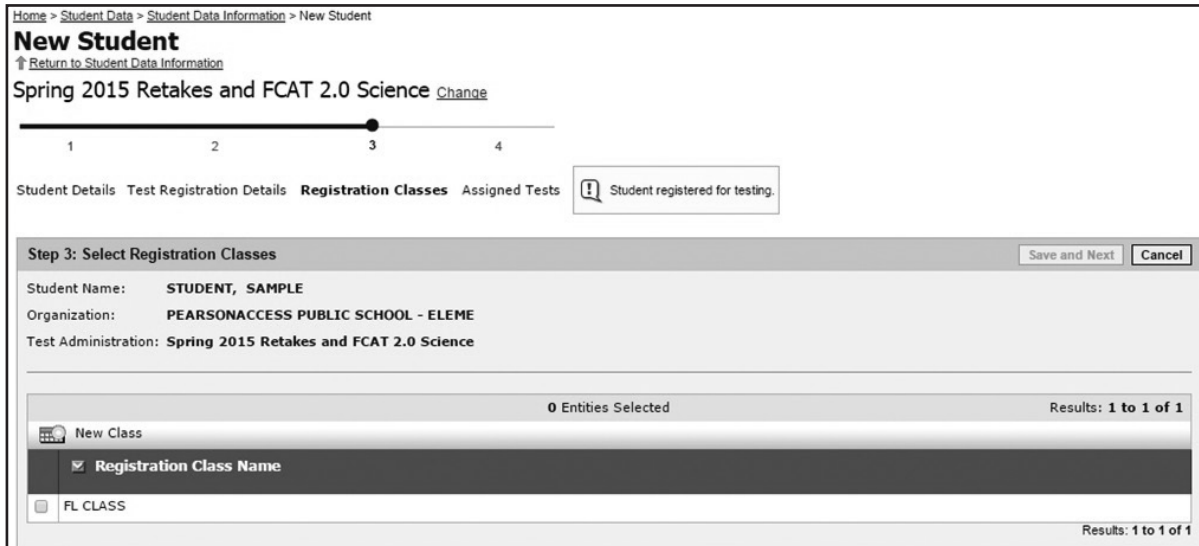 Home > Student Data > Student Data Information > New Student
New Student
Return to Student Data Information
Spring 2015 Retakes and FCAT 2.0 Science Change
1 2 3 4
Student Details Test Registration Details Registration Classes Assigned Tests Student registered for testing.
Step 3: Select Registration Classes Save and Next Cancel
Student Name: STUDENT, SAMPLE
Organization: PEARSONACCESS PUBLIC SCHOOL - ELEME
Test Administration: Spring 2015 Retakes and FCAT 2.0 Science
0 Entities Selected Results: 1 to 1 of 1
New Class
Registration Class Name
FL CLASS
Results: 1 to 1 of 1